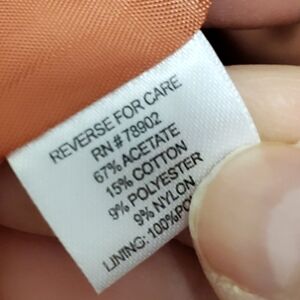 REVERSE FOR CARE
RN # 78902
67% ACETATE
15% COTTON
9% POLYESTER
9% NYLON
LINING: 100%